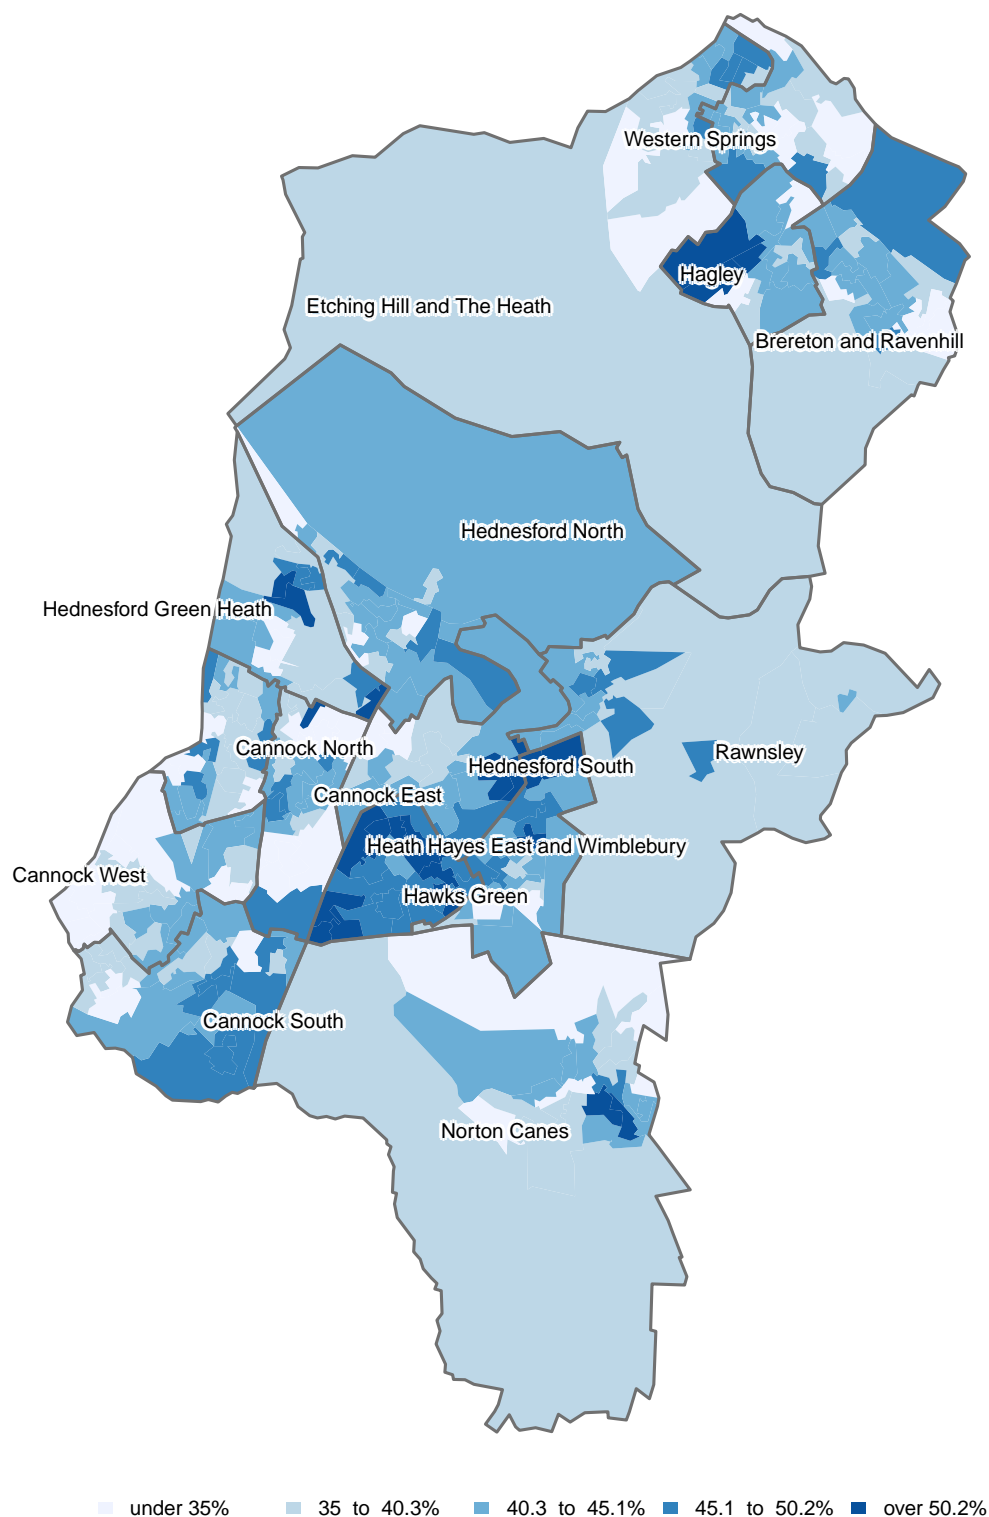 Western Springs
Hagley
Etching Hill and The Heath
Brereton and Ravenhill
Hednesford North
Hednesford Green Heath
Cannock North
Rawnsley
Hednesford South
Cannock East
Heath Hayes East and Wimblebury
Cannock West
Hawks Green
Cannock South
Norton Canes
under 35% 35 to 40.3% 40.3 to 45.1% 45.1 to 50.2% over 50.2%